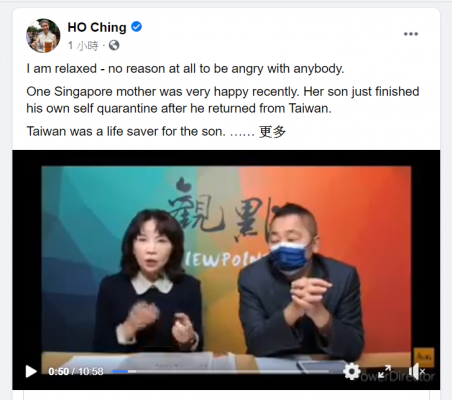 HO Ching
1 小時
I am relaxed - no reason at all to be angry with anybody.
One Singapore mother was very happy recently. Her son just finished
his own self quarantine after he returned from Taiwan.
Taiwan was a life saver for the son. …… 更多
觀點
VIEWPOINT
0:50 / 10:58
PowerDirector